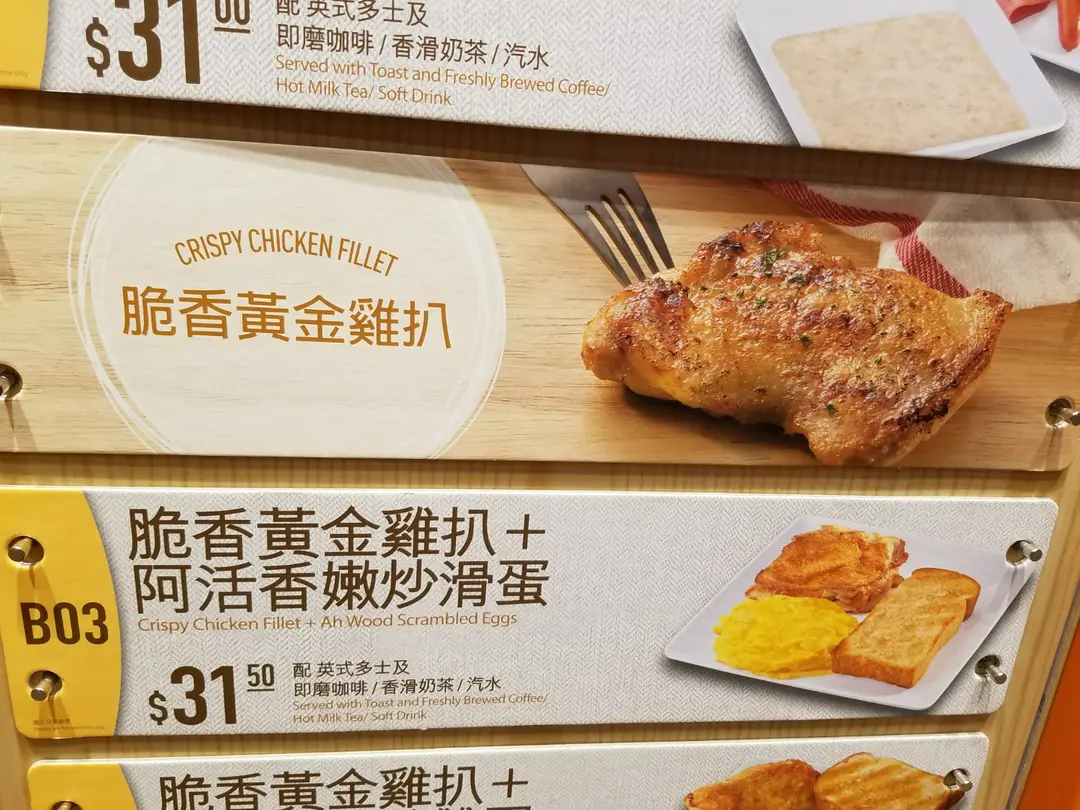 $31.00
配 英式多士及
即磨咖啡 / 香滑奶茶 / 汽水
Served with Toast and Freshly Brewed Coffee/
Hot Milk Tea/ Soft Drink
CRISPY CHICKEN FILLET
脆香黃金雞扒
脆香黃金雞扒＋
阿活香嫩炒滑蛋
Crispy Chicken Fillet + Ah Wood Scrambled Eggs
B03
$31 50
配 英式多士及
即磨咖啡 / 香滑奶茶 / 汽水
Served with Toast and Freshly Brewed Coffee/
Hot Milk Tea/ Soft Drink
脆香黃金雞扒＋